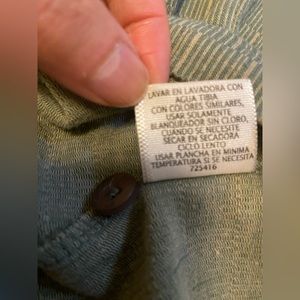 LAVAR EN LAVADORA CON
AGUA TIBIA
CON COLORES SIMILARES,
USAR SOLAMENTE
BLANQUEADOR SIN CLORO,
CUANDO SE NECESITE
SECAR EN SECADORA
CICLO LENTO
USAR PLANCHA EN MINIMA
TEMPERATURA SI SE NECESITA
725416